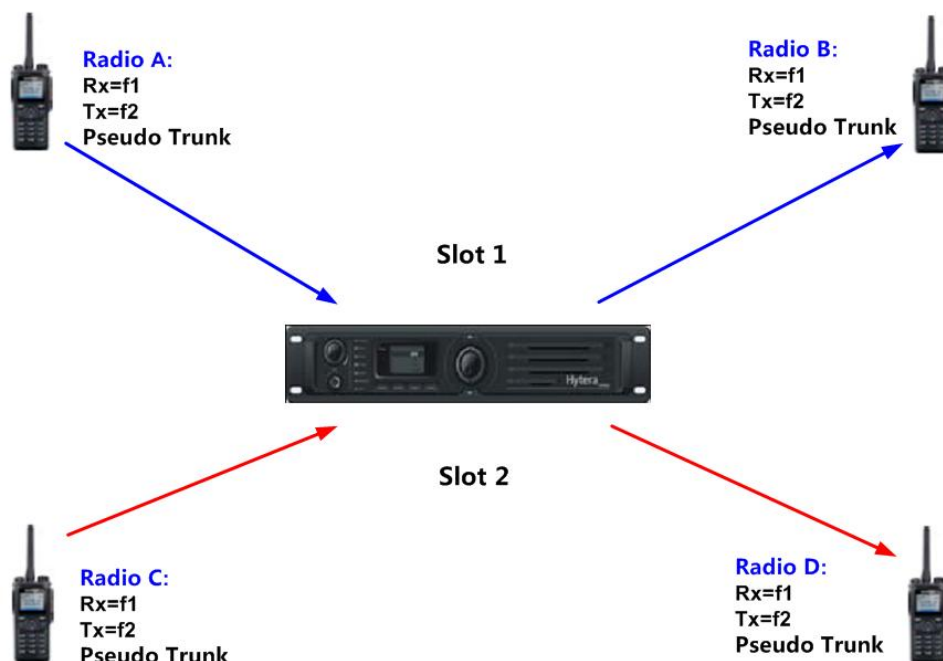 Radio A:
Rx=f1
Tx=f2
Pseudo Trunk
Radio B:
Rx=f1
Tx=f2
Pseudo Trunk
Slot 1
Hytera
Slot 2
Radio C:
Rx=f1
Tx=f2
Pseudo Trunk
Radio D:
Rx=f1
Tx=f2
Pseudo Trunk